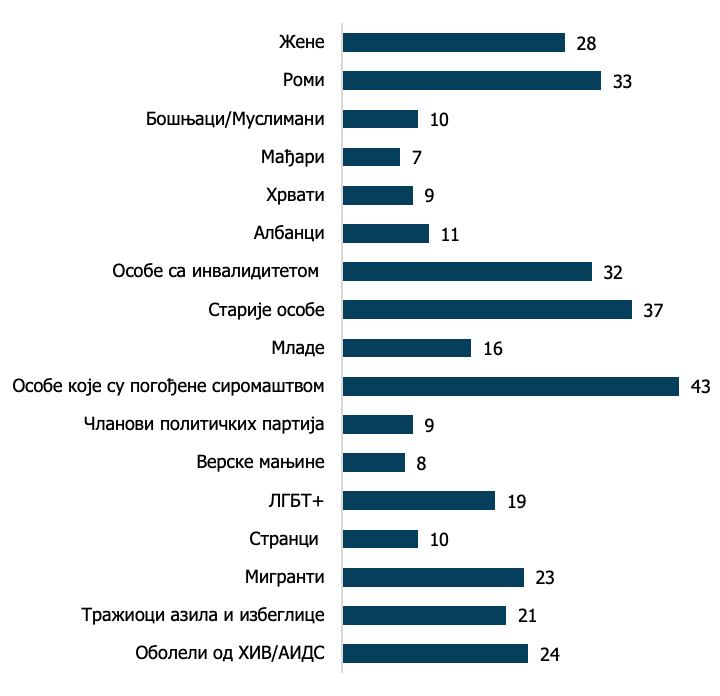 Жене 28
Роми 33
Бошњаци/Муслимани 10
Мађари 7
Хрвати 9
Албанци 11
Особе са инвалидитетом 32
Старије особе 37
Младе 16
Особе које су погођене сиромаштвом 43
Чланови политичких партија 9
Верске мањине 8
ЛГБТ+ 19
Странци 10
Мигранти 23
Тражиоци азила и избеглице 21
Оболели од ХИВ/АИДС 24